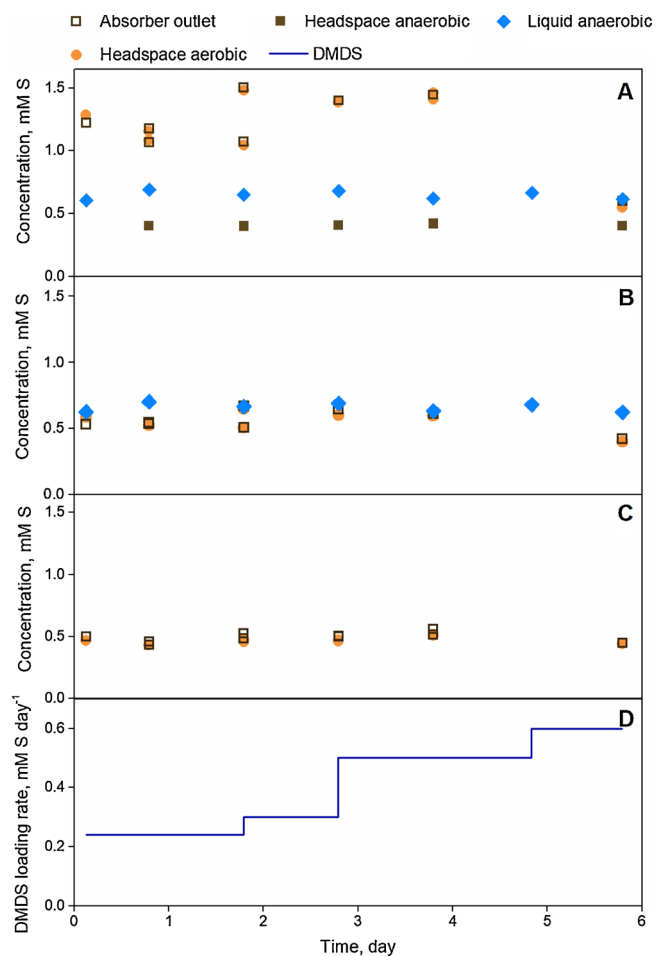 Absorber outlet Headspace anaerobic Liquid anaerobic
Headspace aerobic DMDS
A
Concentration, mM S
1.5
1.0
0.5
0.0
B
Concentration, mM S
1.5
1.0
0.5
0.0
C
Concentration, mM S
1.5
1.0
0.5
0.0
D
DMDS loading rate, mM S day⁻¹
0.6
0.4
0.2
0.0
0 1 2 3 4 5 6
Time, day